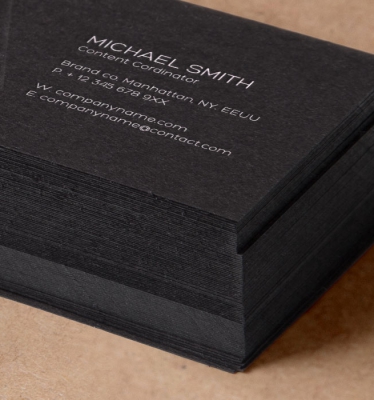 MICHAEL SMITH
Content Cordinator
Brand co. Manhattan, NY. EEUU
P. + 12 345 678 9XX
W. companyname.com
E. companyname@contact.com